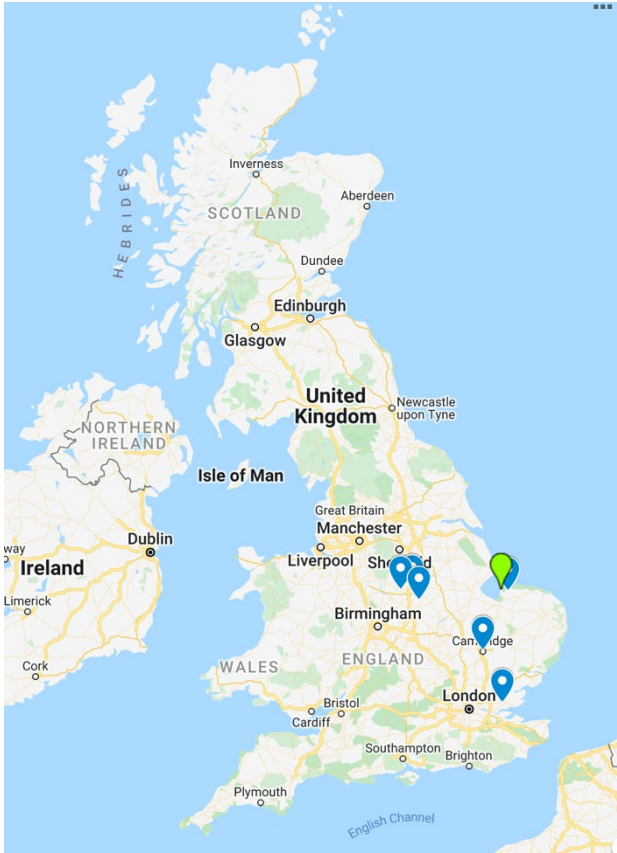 Inverness
SCOTLAND
Aberdeen
HEBRIDES
Dundee
Edinburgh
Glasgow
United
Kingdom
Newcastle
upon Tyne
NORTHERN
IRELAND
Isle of Man
Great Britain
Manchester
Dublin
way
Liverpool
Ireland
Limerick
Birmingham
WALES
ENGLAND
Cork
London
Bristol
Cardiff
Southampton
Brighton
Plymouth
English Channel